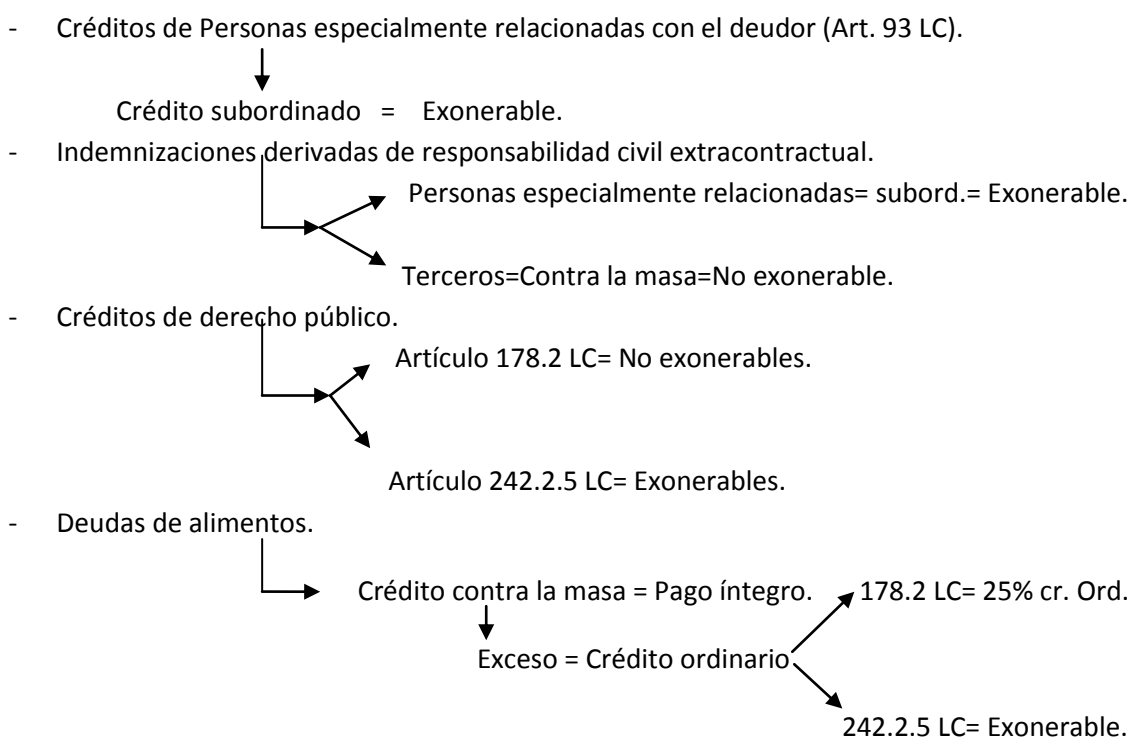 - Créditos de Personas especialmente relacionadas con el deudor (Art. 93 LC).
Crédito subordinado = Exonerable.
- Indemnizaciones derivadas de responsabilidad civil extracontractual.
Personas especialmente relacionadas= subord.= Exonerable.
Terceros=Contra la masa=No exonerable.
- Créditos de derecho público.
Artículo 178.2 LC= No exonerables.
Artículo 242.2.5 LC= Exonerables.
- Deudas de alimentos.
Crédito contra la masa = Pago íntegro. 178.2 LC= 25% cr. Ord.
Exceso = Crédito ordinario
242.2.5 LC= Exonerable.